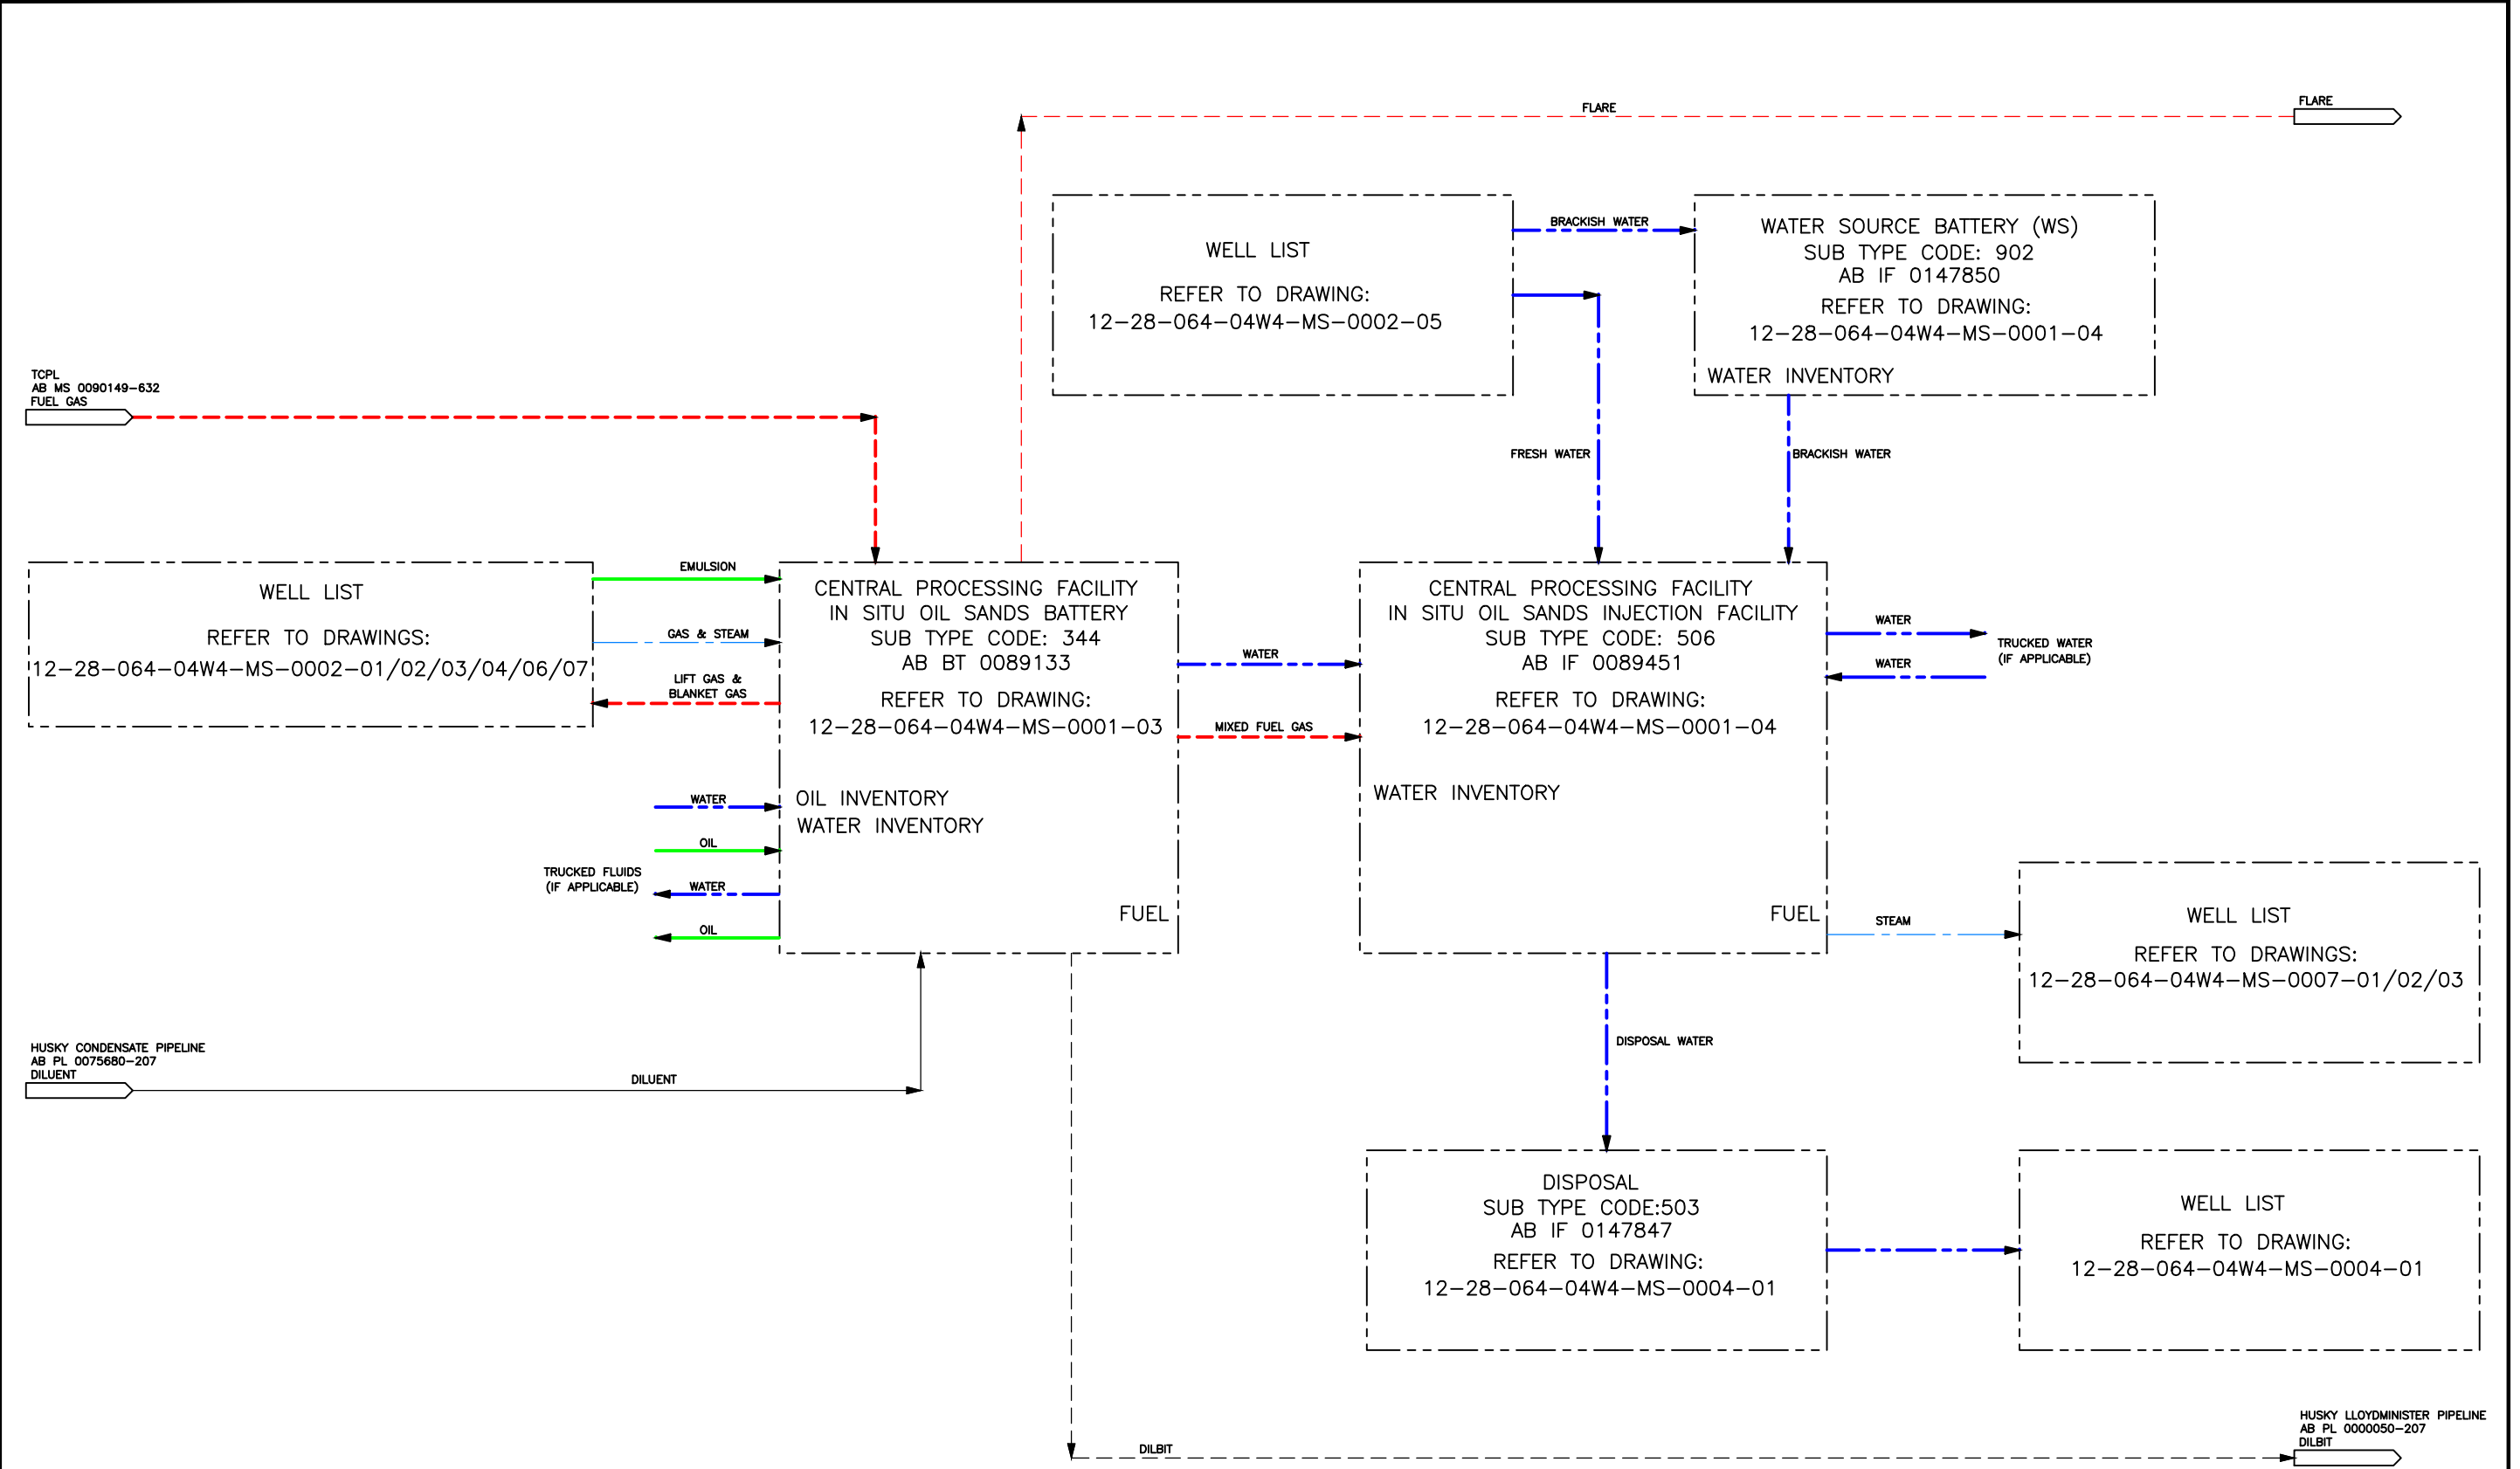 FLARE
FLARE
WELL LIST
REFER TO DRAWING:
12-28-064-04W4-MS-0002-05
BRACKISH WATER
WATER SOURCE BATTERY (WS)
SUB TYPE CODE: 902
AB IF 0147850
REFER TO DRAWING:
12-28-064-04W4-MS-0001-04
WATER INVENTORY
TCPL
AB MS 0090149-632
FUEL GAS
FRESH WATER
BRACKISH WATER
WELL LIST
REFER TO DRAWINGS:
12-28-064-04W4-MS-0002-01/02/03/04/06/07
EMULSION
GAS & STEAM
LIFT GAS &
BLANKET GAS
CENTRAL PROCESSING FACILITY
IN SITU OIL SANDS BATTERY
SUB TYPE CODE: 344
AB BT 0089133
REFER TO DRAWING:
12-28-064-04W4-MS-0001-03
OIL INVENTORY
WATER INVENTORY
FUEL
WATER
MIXED FUEL GAS
CENTRAL PROCESSING FACILITY
IN SITU OIL SANDS INJECTION FACILITY
SUB TYPE CODE: 506
AB IF 0089451
REFER TO DRAWING:
12-28-064-04W4-MS-0001-04
WATER INVENTORY
FUEL
WATER
WATER
TRUCKED WATER
(IF APPLICABLE)
WATER
OIL
TRUCKED FLUIDS
(IF APPLICABLE)
WATER
OIL
STEAM
WELL LIST
REFER TO DRAWINGS:
12-28-064-04W4-MS-0007-01/02/03
HUSKY CONDENSATE PIPELINE
AB PL 0075680-207
DILUENT
DILUENT
DISPOSAL WATER
DISPOSAL
SUB TYPE CODE:503
AB IF 0147847
REFER TO DRAWING:
12-28-064-04W4-MS-0004-01
WELL LIST
REFER TO DRAWING:
12-28-064-04W4-MS-0004-01
DILBIT
HUSKY LLOYDMINISTER PIPELINE
AB PL 0000050-207
DILBIT